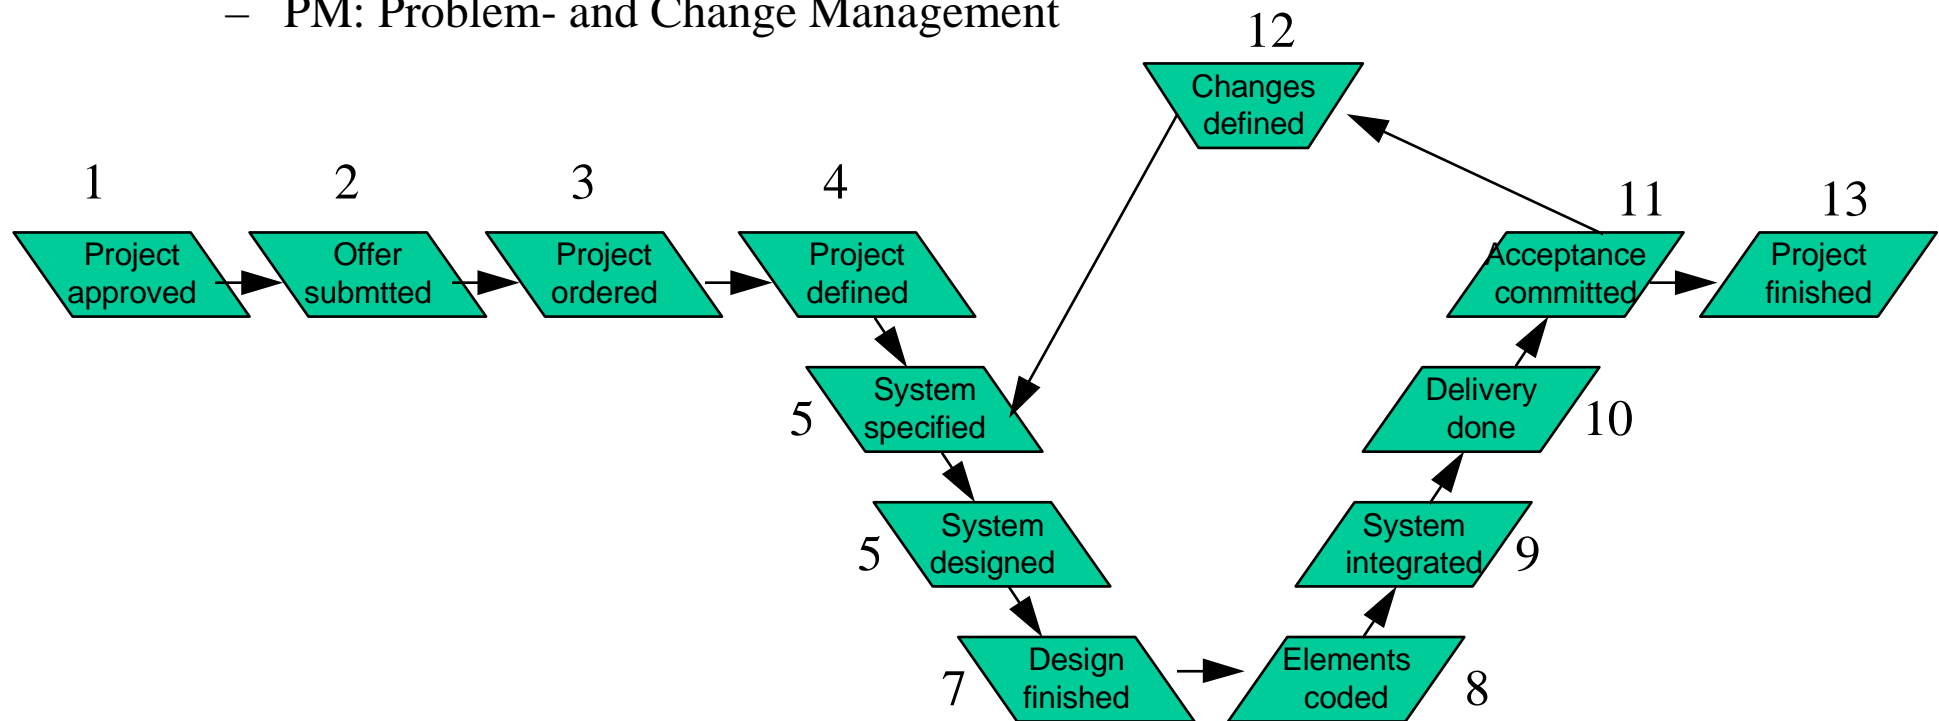 – PM: Problem- and Change Management
12
Changes
defined
1
2
3
4
11
13
Project
approved
Offer
submtted
Project
ordered
Project
defined
Acceptance
committed
Project
finished
5
System
specified
Delivery
done
10
5
System
designed
System
integrated
9
7
Design
finished
Elements
coded
8